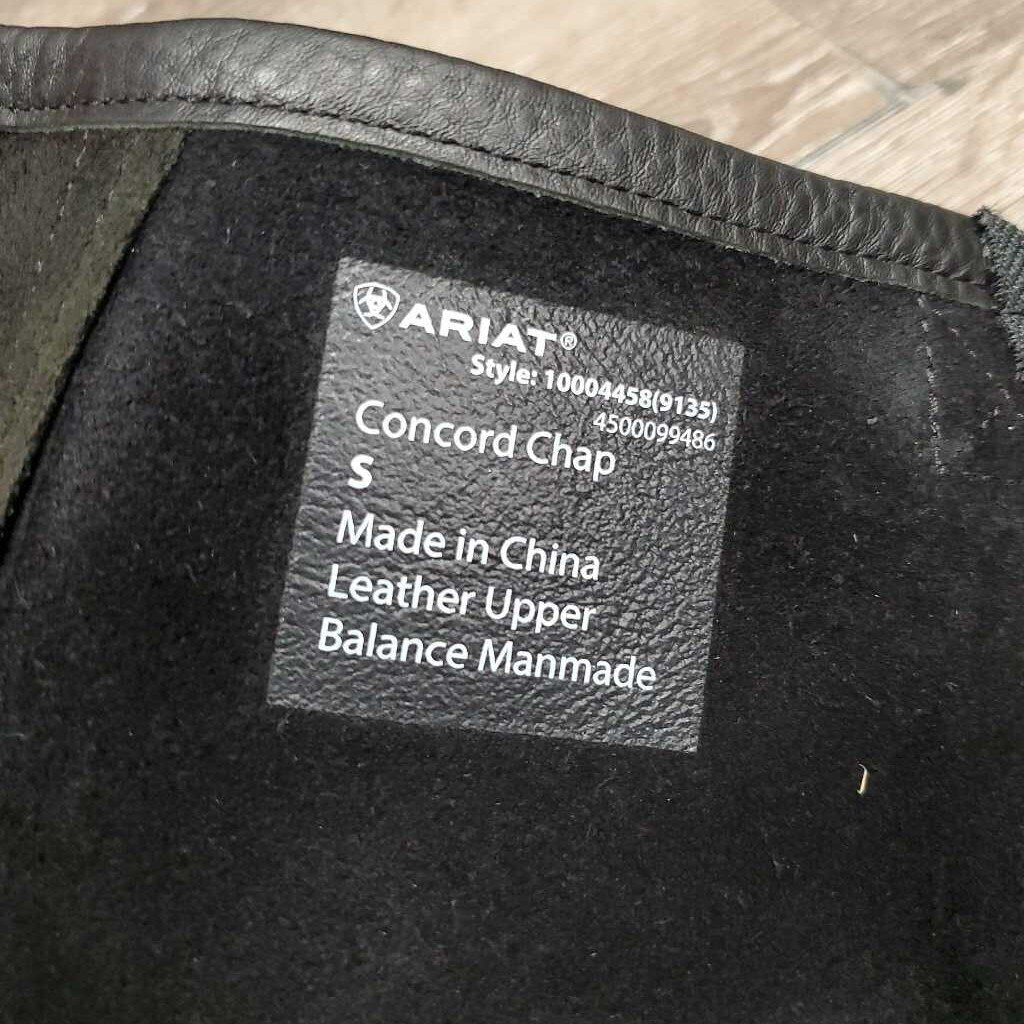 ARIAT®
Style: 10004458(9135)
4500099486
Concord Chap
S
Made in China
Leather Upper
Balance Manmade